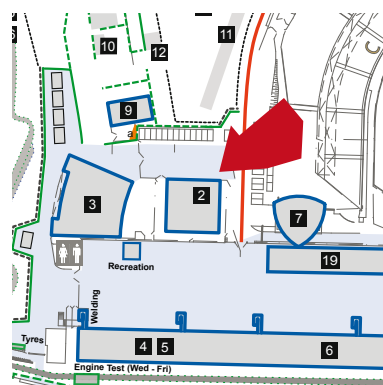 10
12
11
9
a
2
3
7
Recreation
19
Welding
Tyres
4
5
6
Engine Test (Wed - Fri)